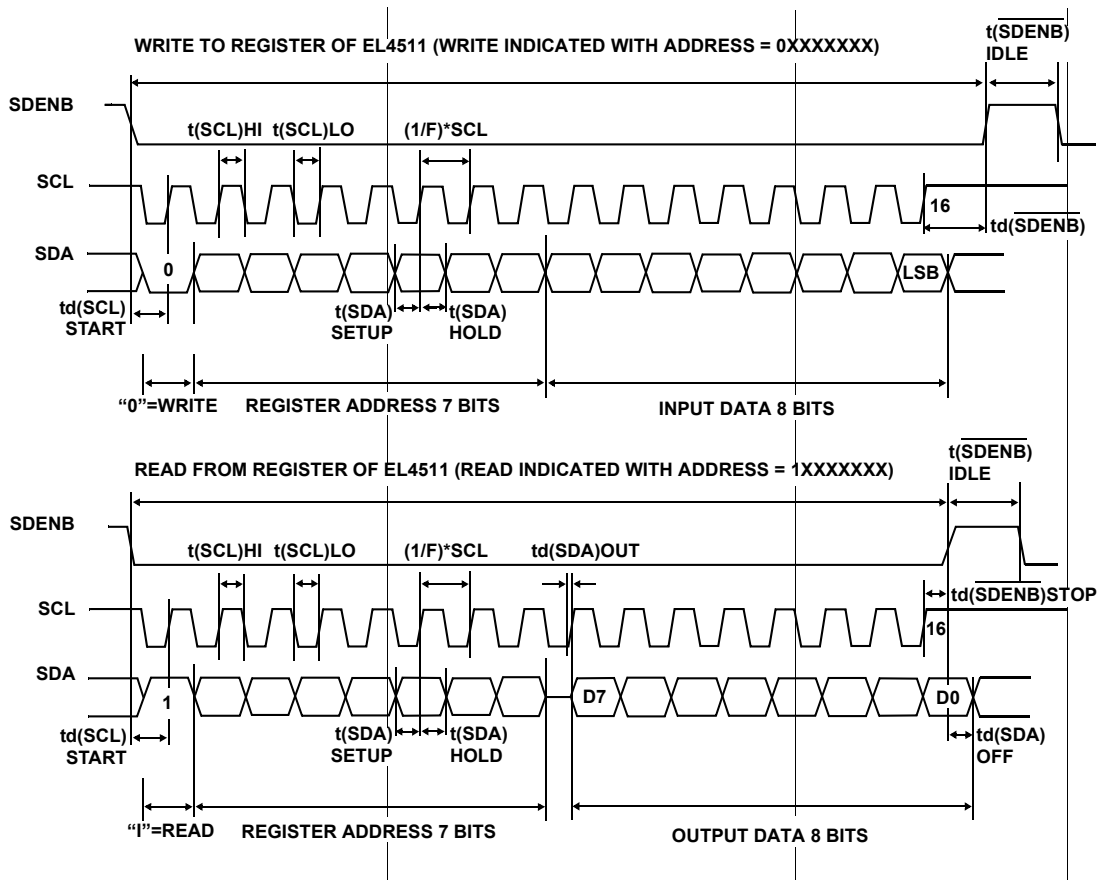 WRITE TO REGISTER OF EL4511 (WRITE INDICATED WITH ADDRESS = 0XXXXXXX)
t(SDENB)
IDLE
SDENB
t(SCL)HI t(SCL)LO (1/F)*SCL
SCL
16
td(SDENB)
SDA
0
LSB
td(SCL)
START
t(SDA)
SETUP
t(SDA)
HOLD
“0”=WRITE REGISTER ADDRESS 7 BITS INPUT DATA 8 BITS
READ FROM REGISTER OF EL4511 (READ INDICATED WITH ADDRESS = 1XXXXXXX)
t(SDENB)
IDLE
SDENB
t(SCL)HI t(SCL)LO (1/F)*SCL td(SDA)OUT
td(SDENB)STOP
SCL
16
SDA
1
D7
D0
td(SCL)
START
t(SDA)
SETUP
t(SDA)
HOLD
td(SDA)
OFF
“I”=READ REGISTER ADDRESS 7 BITS OUTPUT DATA 8 BITS